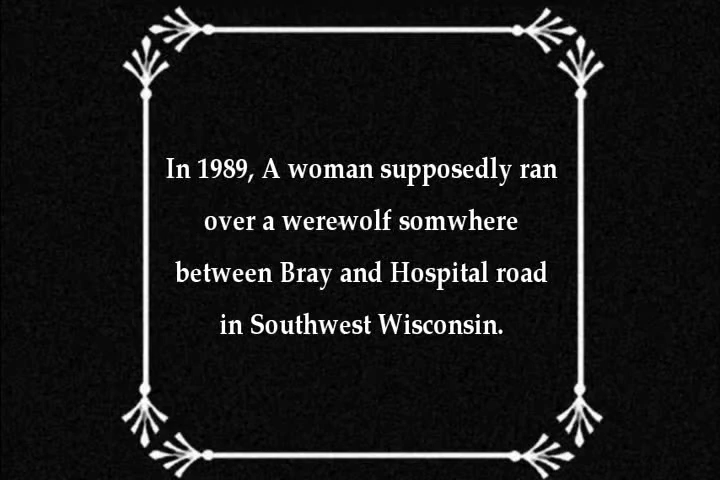 In 1989, A woman supposedly ran
over a werewolf somwhere
between Bray and Hospital road
in Southwest Wisconsin.